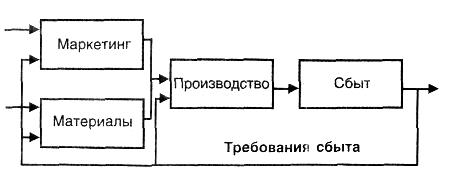 Маркетинг
Материалы
Производство
Сбыт
Требования сбыта